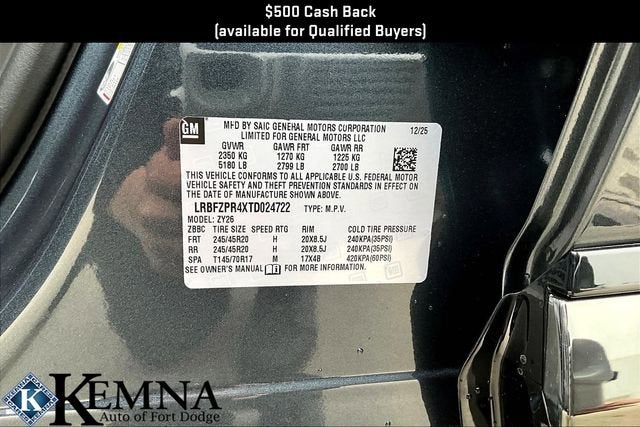 $500 Cash Back
(available for Qualified Buyers)
GM
MFD BY SAIC GENERAL MOTORS CORPORATION 12/25
LIMITED FOR GENERAL MOTORS LLC
GVWR GAWR FRT GAWR RR
2350 KG 1270 KG 1225 KG
5180 LB 2799 LB 2700 LB
THIS VEHICLE CONFORMS TO ALL APPLICABLE U.S. FEDERAL MOTOR
VEHICLE SAFETY AND THEFT PREVENTION STANDARDS IN EFFECT ON
THE DATE OF MANUFACTURE SHOWN ABOVE.
LRBFZPR4XTD024722 TYPE: M.P.V.
MODEL: ZY26
ZBBC TIRE SIZE SPEED RTG RIM COLD TIRE PRESSURE
FRT 245/45R20 H 20X8.5J 240KPA(35PSI)
RR 245/45R20 H 20X8.5J 240KPA(35PSI)
SPA T145/70R17 M 17X4B 420KPA(60PSI)
SEE OWNER'S MANUAL FOR MORE INFORMATION.
K
KEMNA
Auto of Fort Dodge